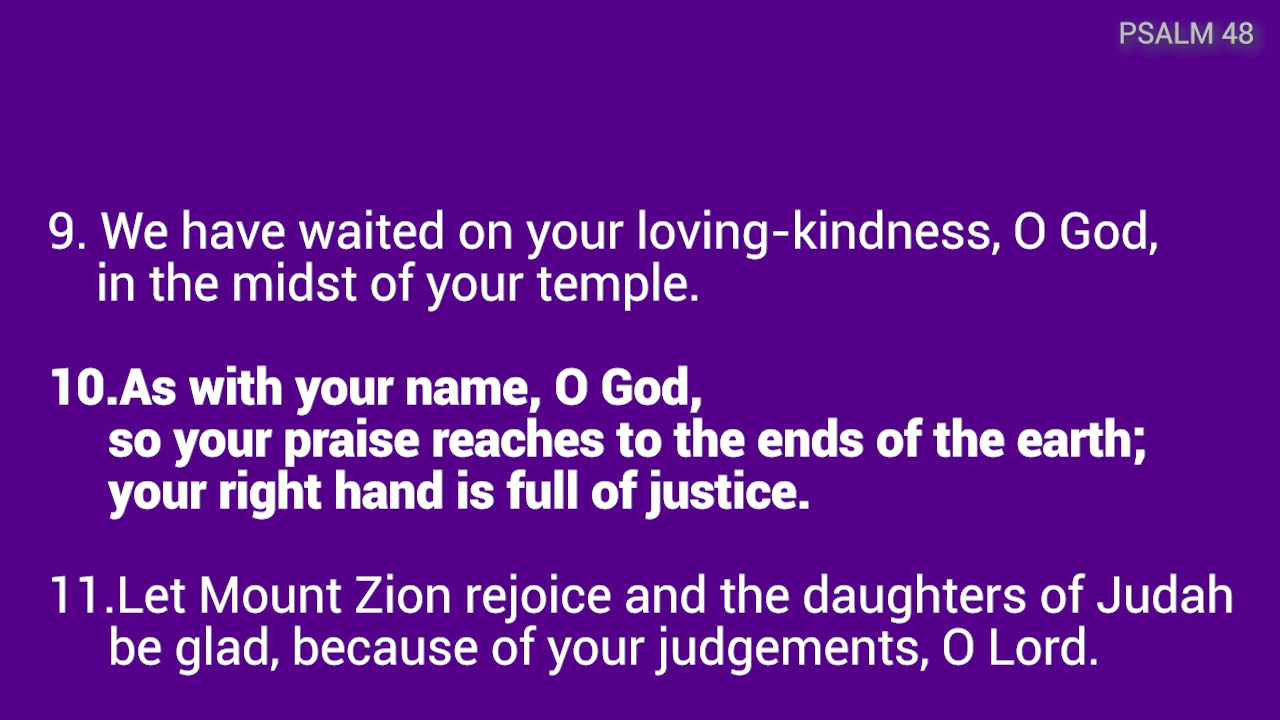 PSALM 48
9. We have waited on your loving-kindness, O God,
in the midst of your temple.
10.As with your name, O God,
so your praise reaches to the ends of the earth;
your right hand is full of justice.
11.Let Mount Zion rejoice and the daughters of Judah
be glad, because of your judgements, O Lord.